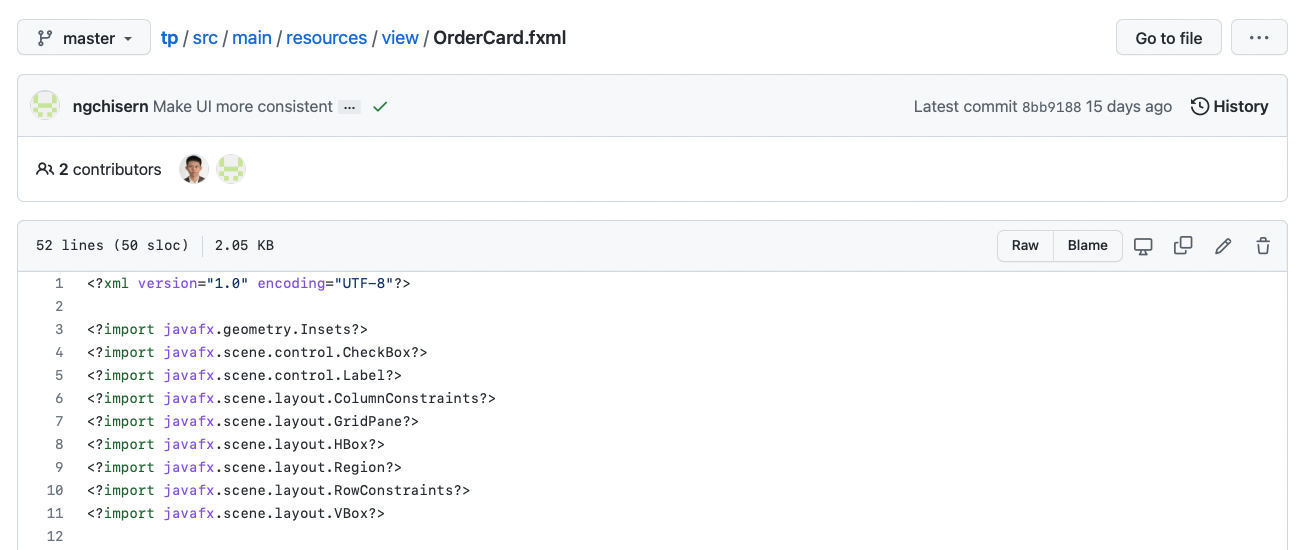 master tp / src / main / resources / view / OrderCard.fxml Go to file ...
ngchisern Make UI more consistent ... Latest commit 8bb9188 15 days ago History
2 contributors
52 lines (50 sloc) 2.05 KB Raw Blame
1 <?xml version="1.0" encoding="UTF-8"?>
2
3 <?import javafx.geometry.Insets?>
4 <?import javafx.scene.control.CheckBox?>
5 <?import javafx.scene.control.Label?>
6 <?import javafx.scene.layout.ColumnConstraints?>
7 <?import javafx.scene.layout.GridPane?>
8 <?import javafx.scene.layout.HBox?>
9 <?import javafx.scene.layout.Region?>
10 <?import javafx.scene.layout.RowConstraints?>
11 <?import javafx.scene.layout.VBox?>
12